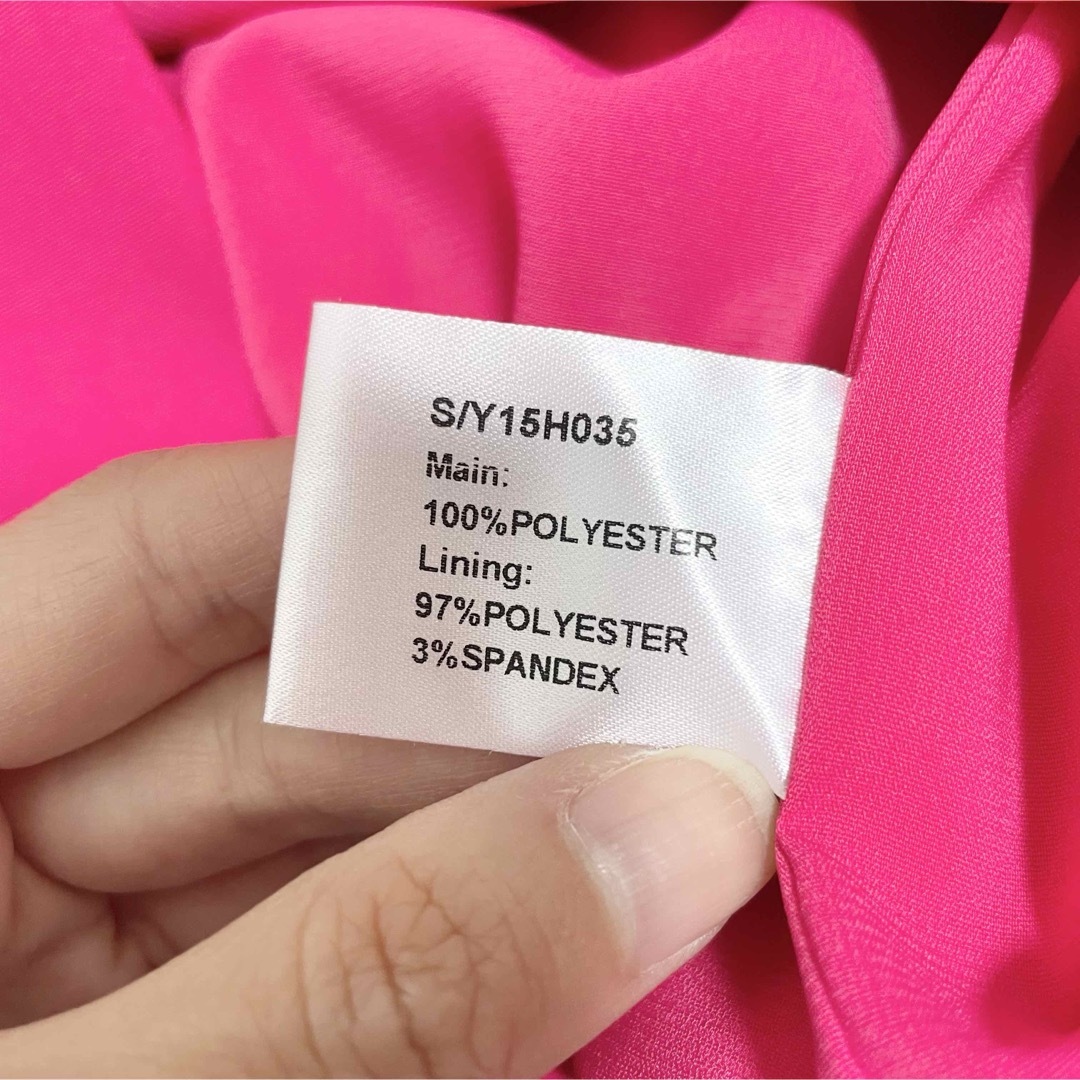 S/Y15H035
Main:
100%POLYESTER
Lining:
97%POLYESTER
3%SPANDEX